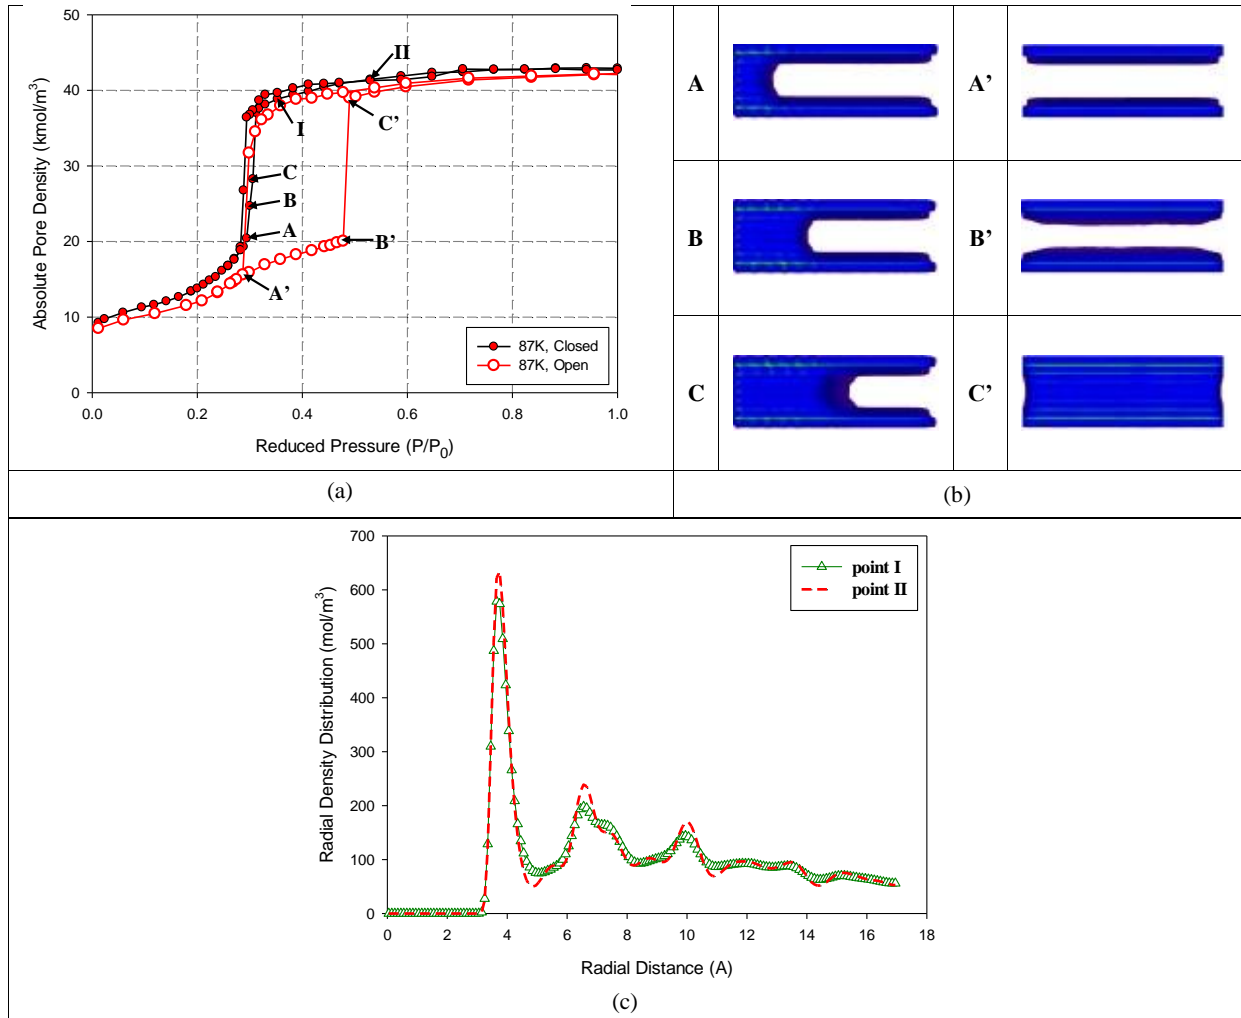 50
40
30
20
10
0
Absolute Pore Density (kmol/m³)
II
I
C'
C
B
A
B'
A'
87K, Closed
87K, Open
0.0 0.2 0.4 0.6 0.8 1.0
Reduced Pressure (P/P₀)
(a)
A A'
B B'
C C'
(b)
700
600
500
400
300
200
100
0
Radial Density Distribution (mol/m³)
point I
point II
0 2 4 6 8 10 12 14 16 18
Radial Distance (A)
(c)